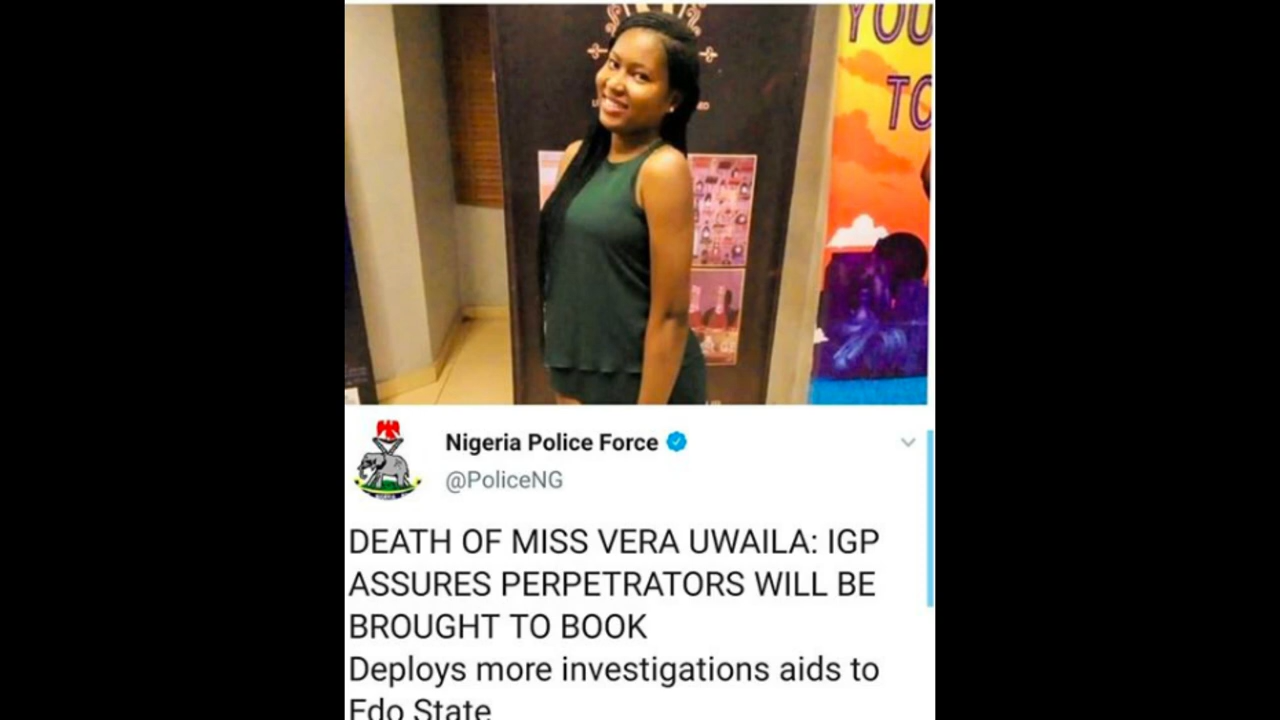 YOU
TO
Nigeria Police Force
@PoliceNG
DEATH OF MISS VERA UWAILA: IGP
ASSURES PERPETRATORS WILL BE
BROUGHT TO BOOK
Deploys more investigations aids to
Edo State